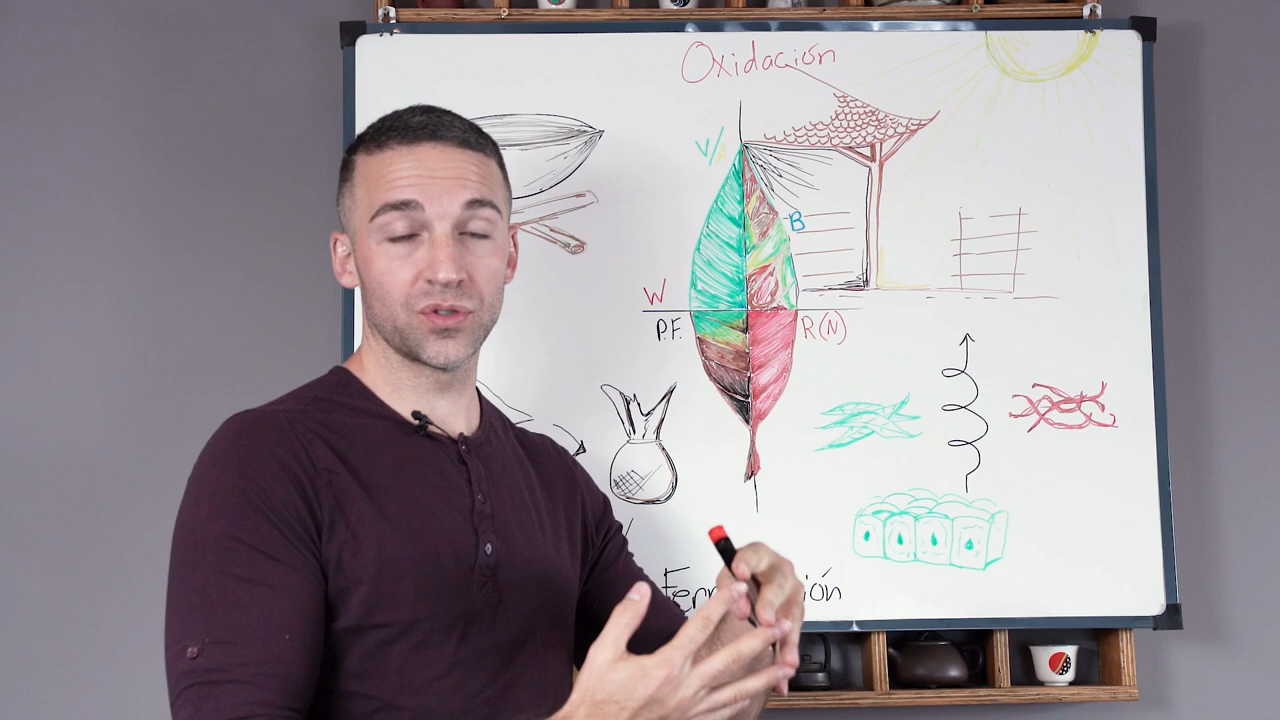 Oxidación
V/
B
W
P.F.
R(N)